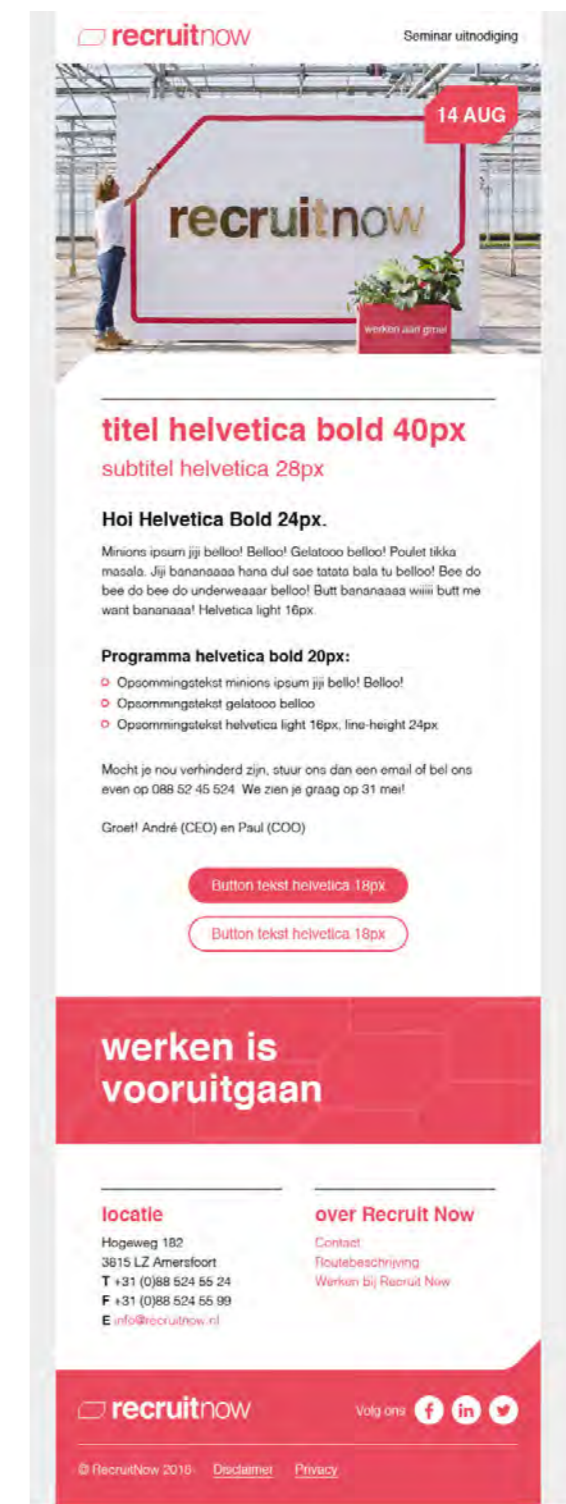 recruitnow
Seminar uitnodiging
14 AUG
recruitnow
werken aan groei
titel helvetica bold 40px
subtitel helvetica 28px
Hoi Helvetica Bold 24px.
Minions ipsum jiji belloo! Belloo! Gelatooo belloo! Poulet tikka
masala. Jiji bananaaaa hana dul sae tatata bala tu belloo! Bee do
bee do bee do underweaaar belloo! Butt bananaaaa wiiiii butt me
want bananaaa! Helvetica light 16px.
Programma helvetica bold 20px:
Opsommingstekst minions ipsum jiji bello! Belloo!
Opsommingstekst gelatooo belloo
Opsommingstekst helvetica light 16px, line-height 24px
Mocht je nou verhinderd zijn, stuur ons dan een email of bel ons
even op 088 52 45 524. We zien je graag op 31 mei!
Groet! André (CEO) en Paul (COO)
Button tekst helvetica 18px
Button tekst helvetica 18px
werken is
vooruitgaan
locatie
Hogeweg 182
3815 LZ Amersfoort
T +31 (0)88 524 55 24
F +31 (0)88 524 55 99
E info@recruitnow.nl
over Recruit Now
Contact
Routebeschrijving
Werken bij Recruit Now
recruitnow
Volg ons
© RecruitNow 2018
Disclaimer
Privacy